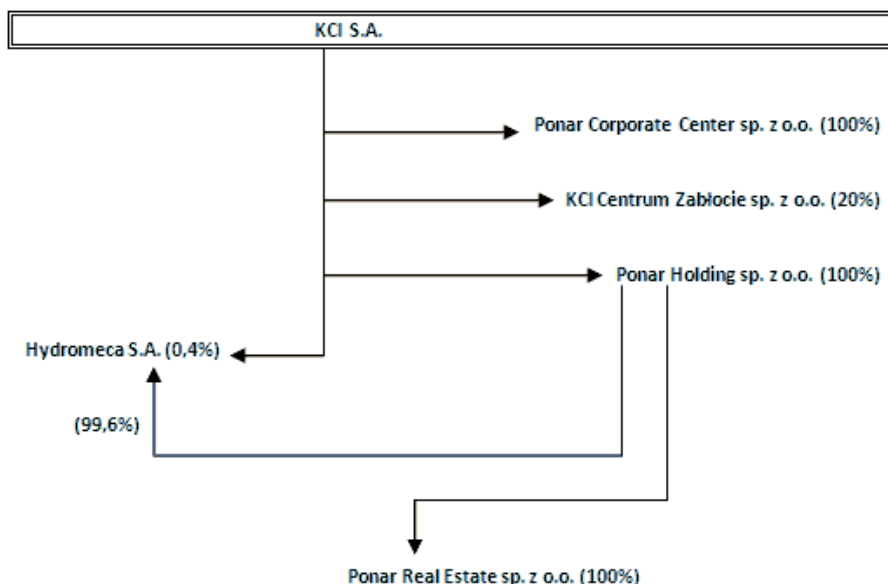 KCI S.A.
Ponar Corporate Center sp. z o.o. (100%)
KCI Centrum Zabłocie sp. z o.o. (20%)
Ponar Holding sp. z o.o. (100%)
Hydromeca S.A. (0,4%)
(99,6%)
Ponar Real Estate sp. z o.o. (100%)